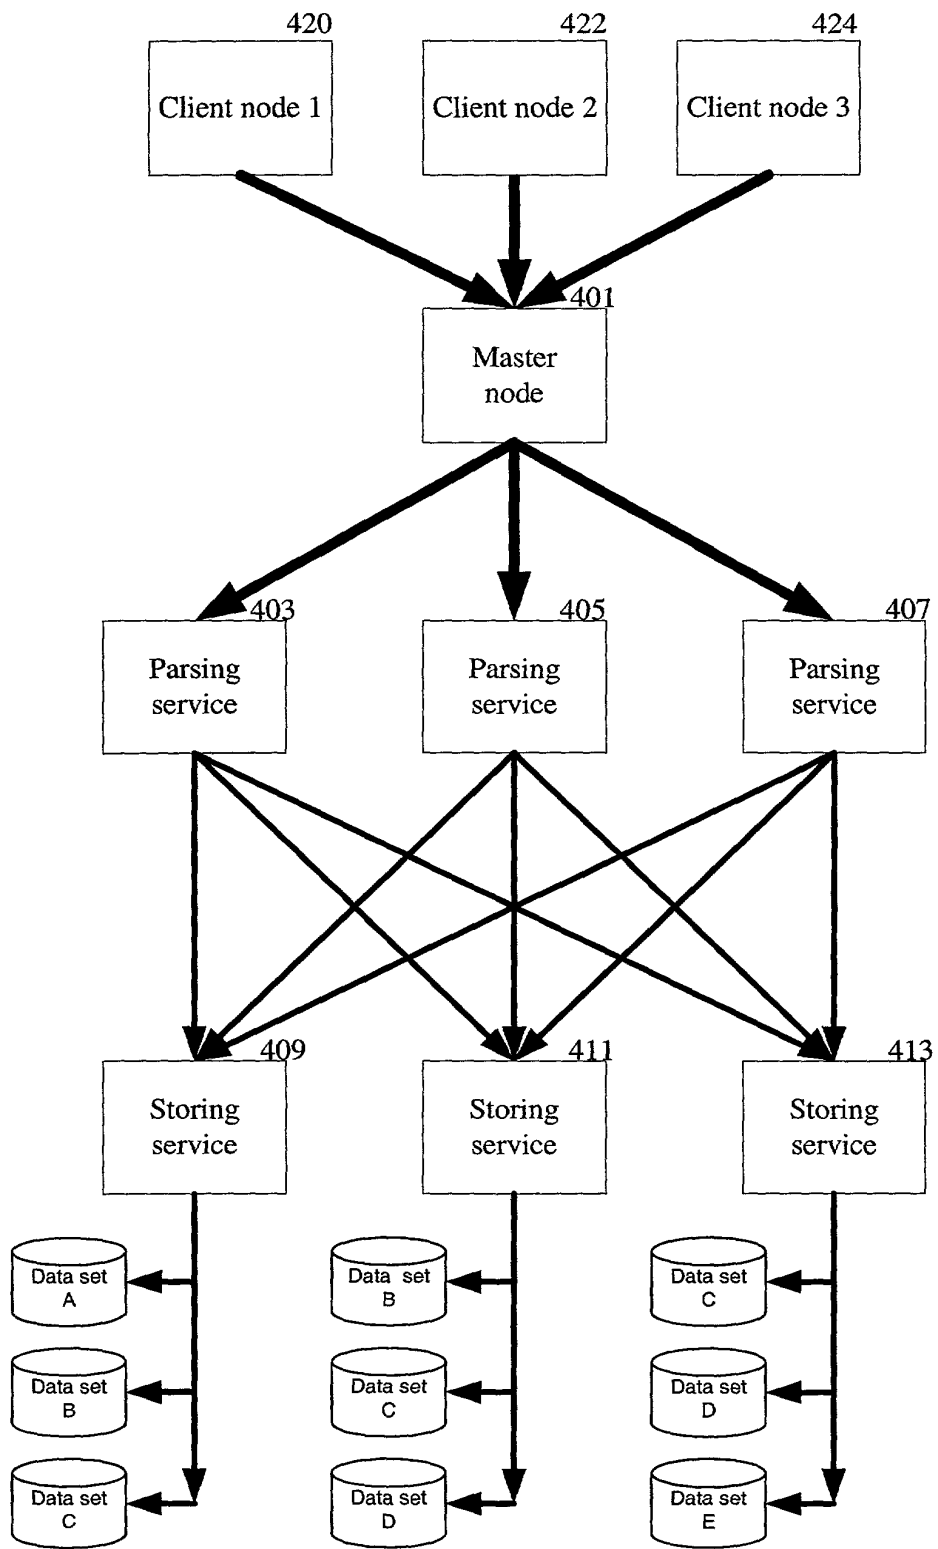 420
422
424
Client node 1
Client node 2
Client node 3
401
Master
node
403
405
407
Parsing
service
Parsing
service
Parsing
service
409
411
413
Storing
service
Storing
service
Storing
service
Data set
A
Data set
B
Data set
C
Data set
B
Data set
C
Data set
D
Data set
C
Data set
D
Data set
E